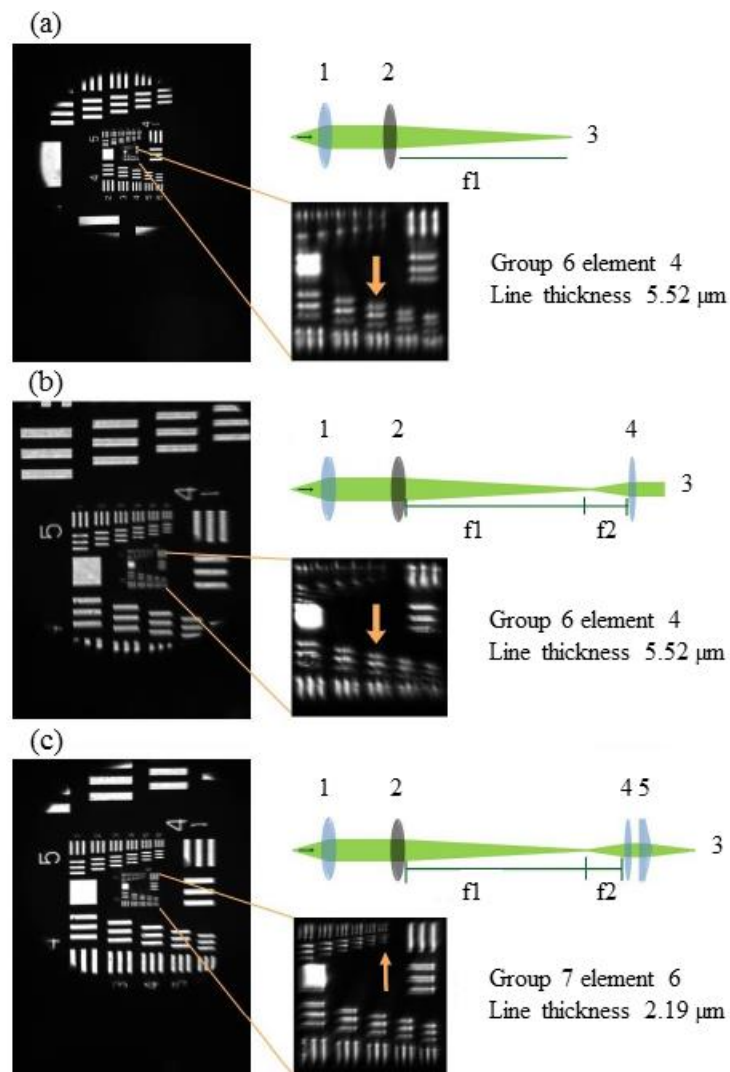 (a)
1 2
3
f1
Group 6 element 4
Line thickness 5.52 μm
(b)
1 2 4
3
f1 f2
Group 6 element 4
Line thickness 5.52 μm
(c)
1 2 4 5
3
f1 f2
Group 7 element 6
Line thickness 2.19 μm